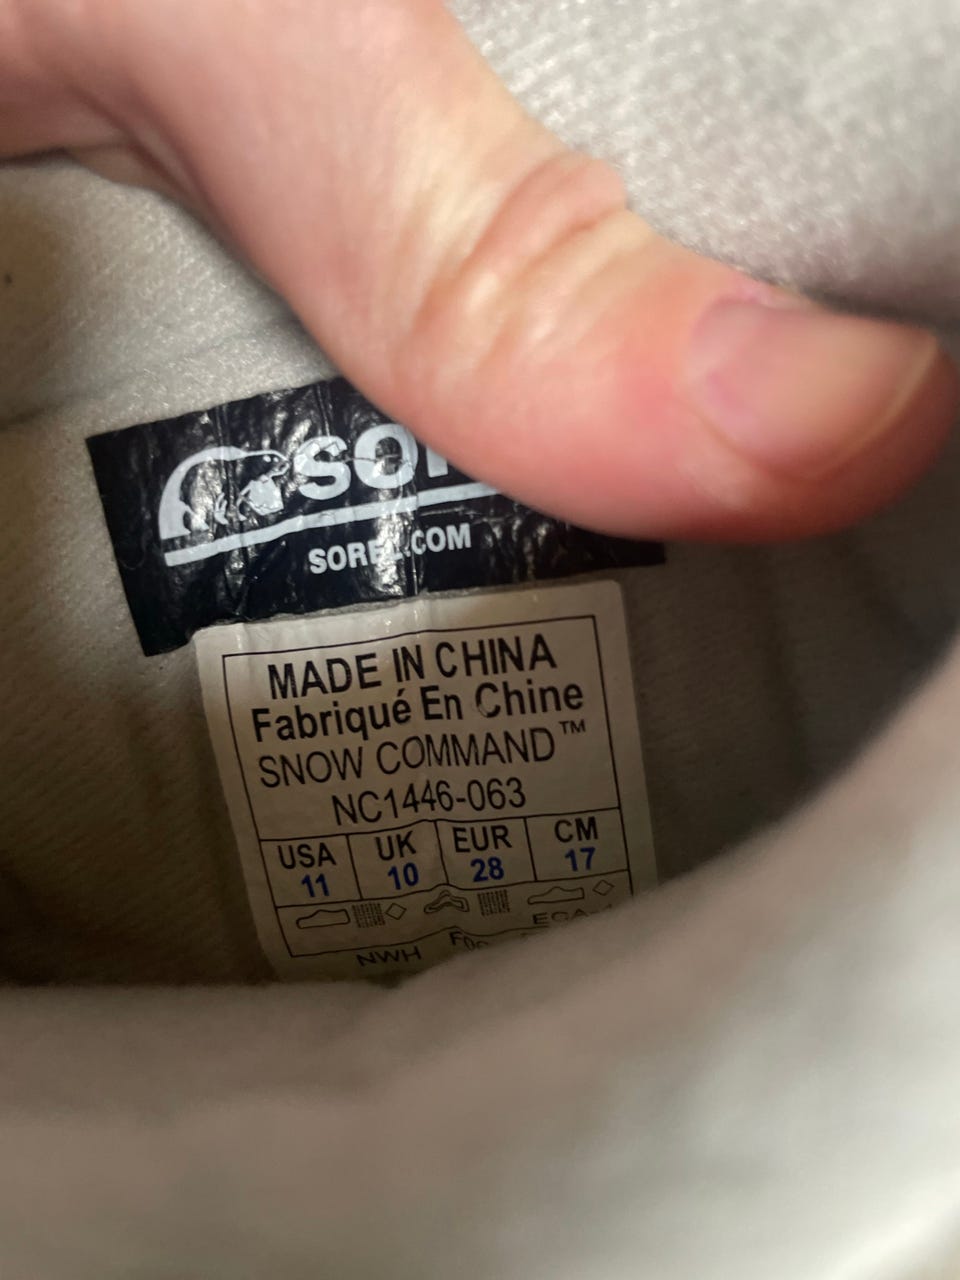 SOREL.COM
MADE IN CHINA
Fabriqué En Chine
SNOW COMMAND™
NC1446-063
USA UK EUR CM
11 10 28 17
NWH